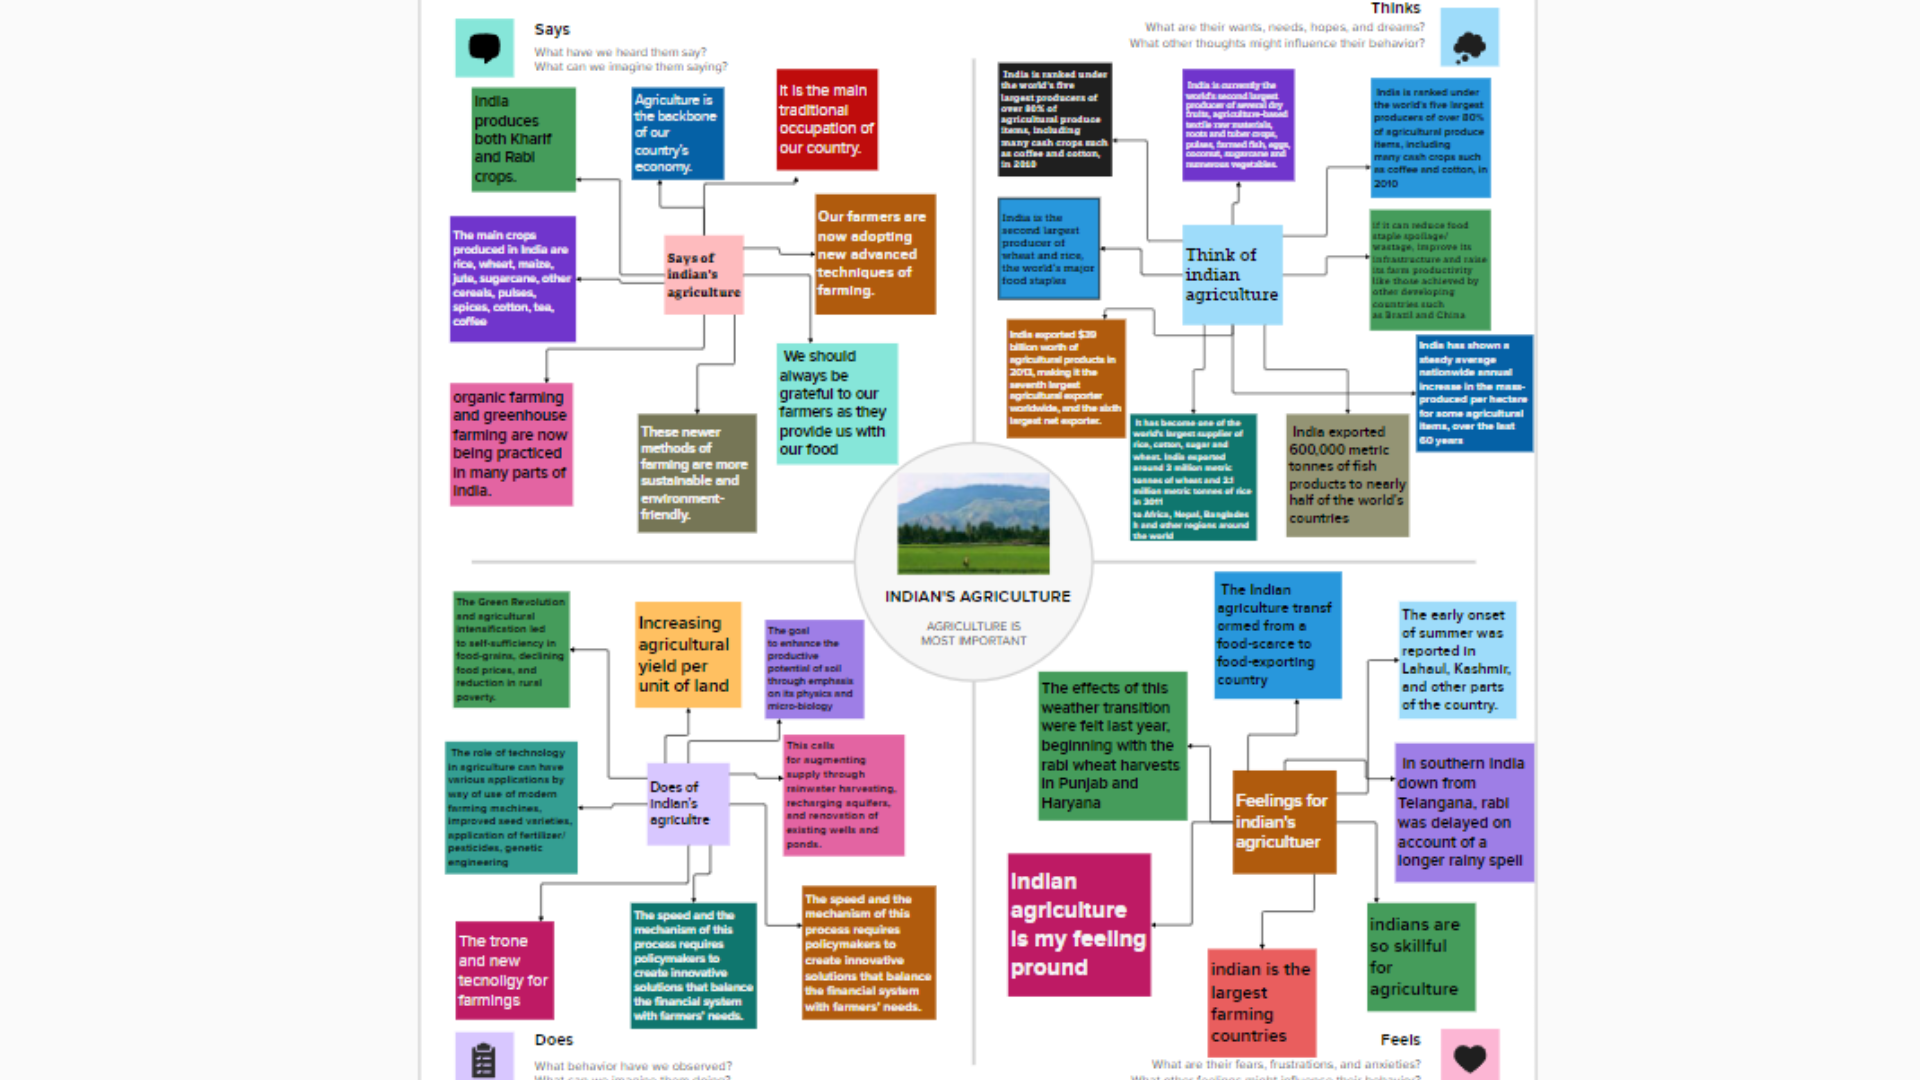 Says
What have we heard them say?
What can we imagine them saying?
India
produces
both Kharif
and Rabi
crops.
Agriculture is
the backbone
of our
country's
economy.
It is the main
traditional
occupation of
our country.
The main crops
produced in India are
rice, wheat, maize,
jute, sugarcane, other
cereals, pulses,
spices, cotton, tea,
coffee
Says of
indian's
agriculture
Our farmers are
now adopting
new advanced
techniques of
farming.
organic farming
and greenhouse
farming are now
being practiced
in many parts of
India.
These newer
methods of
farming are more
sustainable and
environment-
friendly.
We should
always be
grateful to our
farmers as they
provide us with
our food
Thinks
What are their wants, needs, hopes, and dreams?
What other thoughts might influence their behavior?
India is ranked under
the world's five
largest producers of
over 80% of
agricultural produce
items, including
many cash crops such
as coffee and cotton,
in 2010
India is currently the
world's second largest
producer of several dry
fruits, agriculture-based
textile raw materials,
roots and tuber crops,
pulses, farmed fish, eggs,
coconut, sugarcane and
numerous vegetables.
India is ranked under
the world's five largest
producers of over 80%
of agricultural produce
items, including
many cash crops such
as coffee and cotton, in
2010
India is the
second largest
producer of
wheat and rice,
the world's major
food staples
Think of
indian
agriculture
If it can reduce food
staple spoilage/
wastage, improve its
infrastructure and raise
its farm productivity
like those achieved by
other developing
countries such
as Brazil and China
India exported $39
billion worth of
agricultural products in
2013, making it the
seventh largest
agricultural exporter
worldwide, and the sixth
largest net exporter.
It has become one of the
world's largest supplier of
rice, cotton, sugar and
wheat. India exported
around 2 million metric
tonnes of wheat and 2.1
million metric tonnes of rice
in 2011
to Africa, Nepal, Banglades
h and other regions around
the world
India exported
600,000 metric
tonnes of fish
products to nearly
half of the world's
countries
India has shown a
steady average
nationwide annual
increase in the mass-
produced per hectare
for some agricultural
items, over the last
60 years
INDIAN'S AGRICULTURE
AGRICULTURE IS
MOST IMPORTANT
The Green Revolution
and agricultural
intensification led
to self-sufficiency in
food-grains, declining
food prices, and
reduction in rural
poverty.
Increasing
agricultural
yield per
unit of land
The goal
to enhance the
productive
potential of soil
through emphasis
on its physics and
micro-biology
The role of technology
in agriculture can have
various applications by
way of use of modern
farming machines,
improved seed varieties,
application of fertilizer/
pesticides, genetic
engineering
Does of
indian's
agricultre
This calls
for augmenting
supply through
rainwater harvesting,
recharging aquifers,
and renovation of
existing wells and
ponds.
The trone
and new
tecnoligy for
farmings
The speed and the
mechanism of this
process requires
policymakers to
create innovative
solutions that balance
the financial system
with farmers' needs.
The speed and the
mechanism of this
process requires
policymakers to
create innovative
solutions that balance
the financial system
with farmers' needs.
Does
What behavior have we observed?
What can we imagine them doing?
The Indian
agriculture transf
ormed from a
food-scarce to
food-exporting
country
The early onset
of summer was
reported in
Lahaul, Kashmir,
and other parts
of the country.
The effects of this
weather transition
were felt last year,
beginning with the
rabi wheat harvests
in Punjab and
Haryana
Feelings for
indian's
agricultuer
In southern India
down from
Telangana, rabi
was delayed on
account of a
longer rainy spell
Indian
agriculture
is my feeling
pround
indian is the
largest
farming
countries
indians are
so skillful
for
agriculture
Feels
What are their fears, frustrations, and anxieties?
What other feelings might influence their behavior?